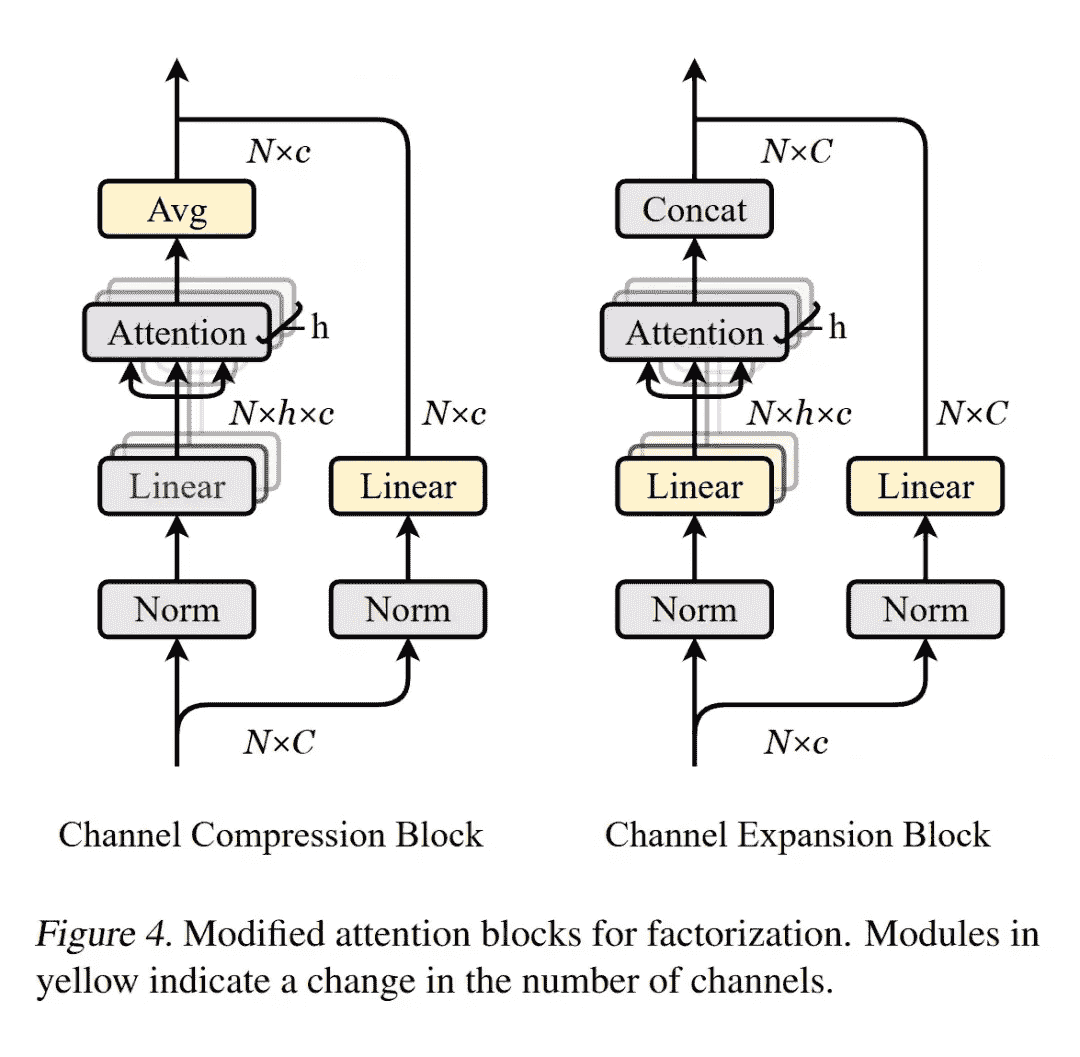 N×c
Avg
Attention
h
N×h×c
N×c
Linear
Linear
Norm
Norm
N×C
Channel Compression Block
N×C
Concat
Attention
h
N×h×c
N×C
Linear
Linear
Norm
Norm
N×c
Channel Expansion Block
Figure 4. Modified attention blocks for factorization. Modules in
yellow indicate a change in the number of channels.